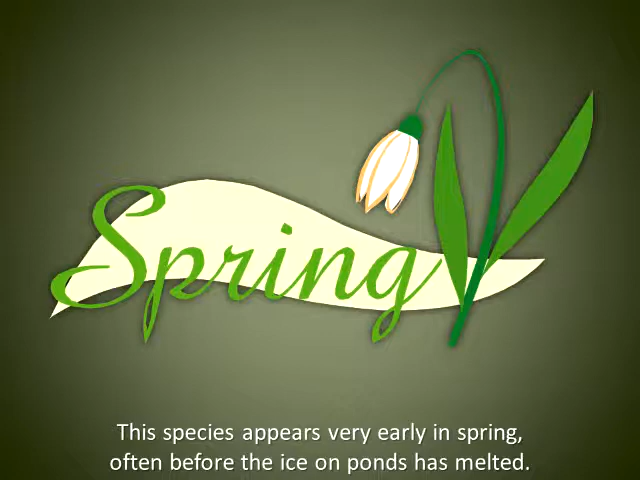 Spring
This species appears very early in spring,
often before the ice on ponds has melted.